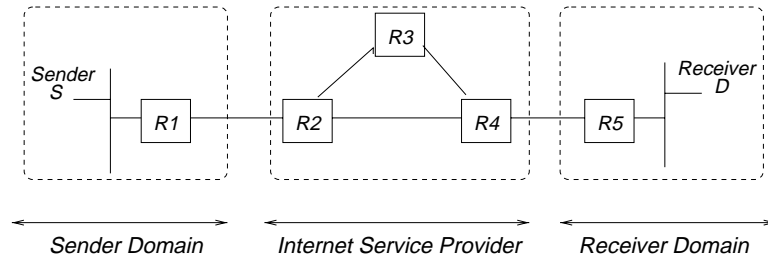 R3
Sender
S
Receiver
D
R1
R2
R4
R5
Sender Domain
Internet Service Provider
Receiver Domain